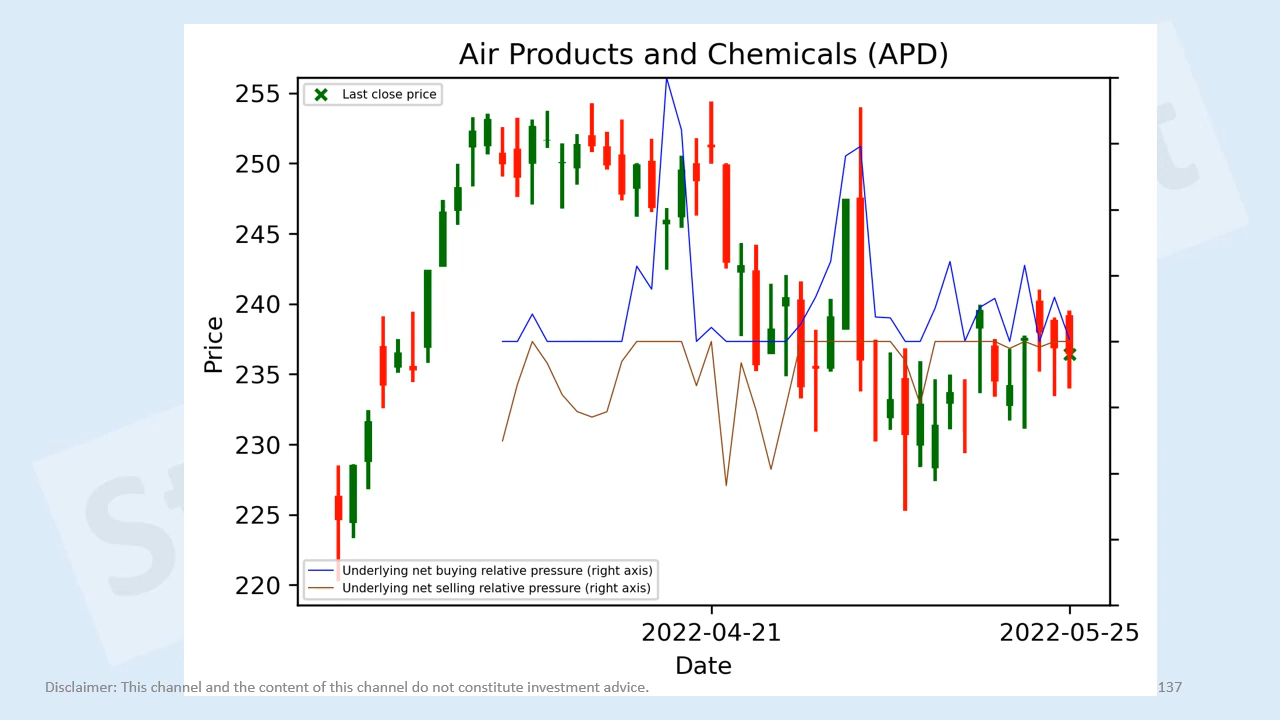 Air Products and Chemicals (APD)
Last close price
255
250
245
240
235
230
225
220
Price
Underlying net buying relative pressure (right axis)
Underlying net selling relative pressure (right axis)
2022-04-21
2022-05-25
Date
Disclaimer: This channel and the content of this channel do not constitute investment advice.
137